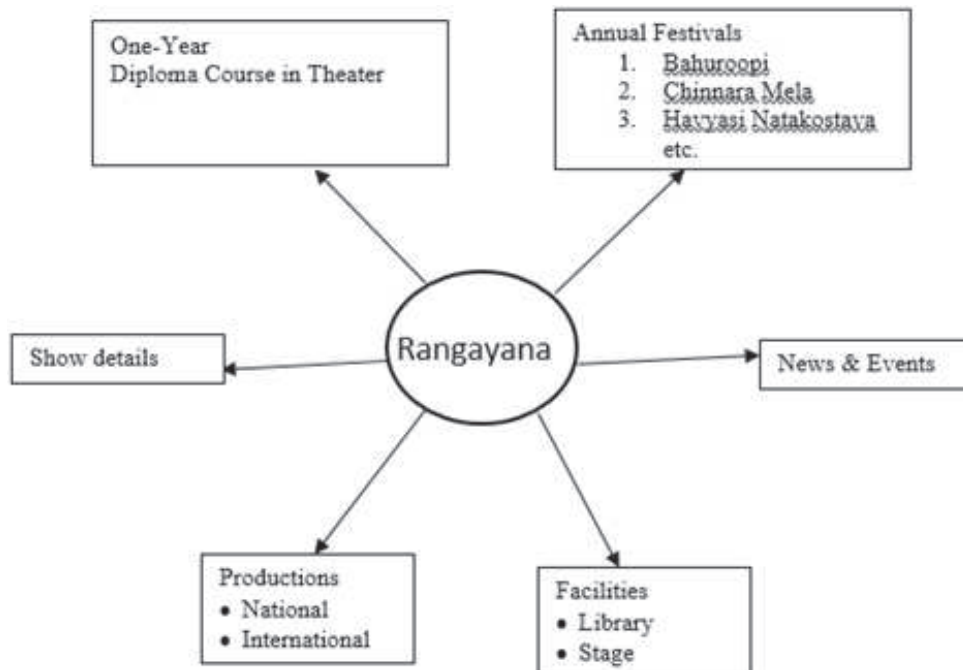 One-Year
Diploma Course in Theater
Annual Festivals
1. Bahuroopi
2. Chinnara Mela
3. Havyasi Natakostava
etc.
Rangayana
Show details
News & Events
Productions
• National
• International
Facilities
• Library
• Stage